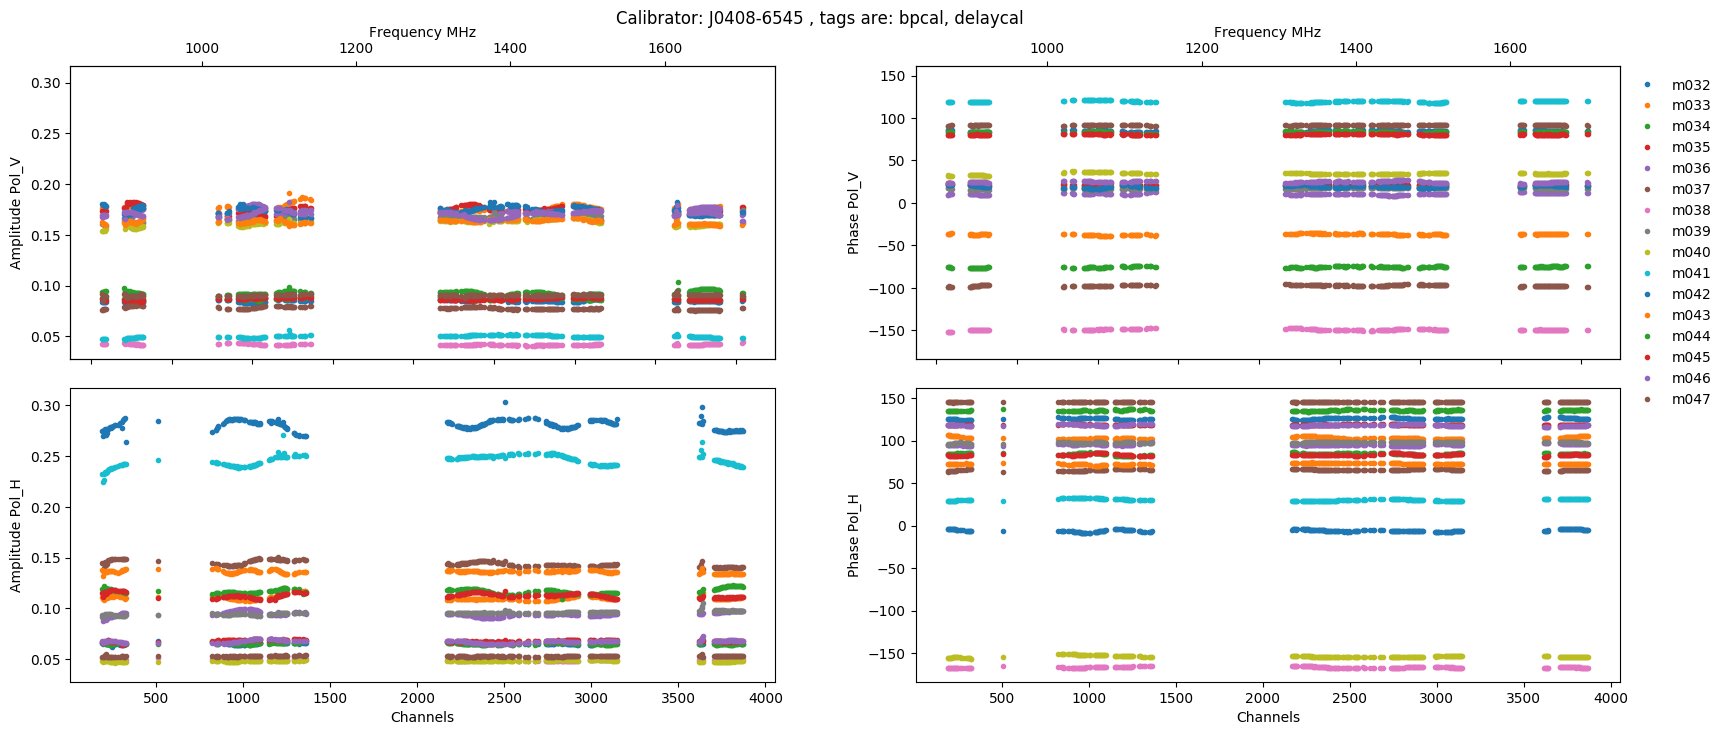 Calibrator: J0408-6545 , tags are: bpcal, delaycal
Frequency MHz
1000 1200 1400 1600
Frequency MHz
1000 1200 1400 1600
Amplitude Pol_V
0.30
0.25
0.20
0.15
0.10
0.05
Phase Pol_V
150
100
50
0
−50
−100
−150
m032
m033
m034
m035
m036
m037
m038
m039
m040
m041
m042
m043
m044
m045
m046
m047
Amplitude Pol_H
0.30
0.25
0.20
0.15
0.10
0.05
500 1000 1500 2000 2500 3000 3500 4000
Channels
Phase Pol_H
150
100
50
0
−50
−100
−150
500 1000 1500 2000 2500 3000 3500 4000
Channels